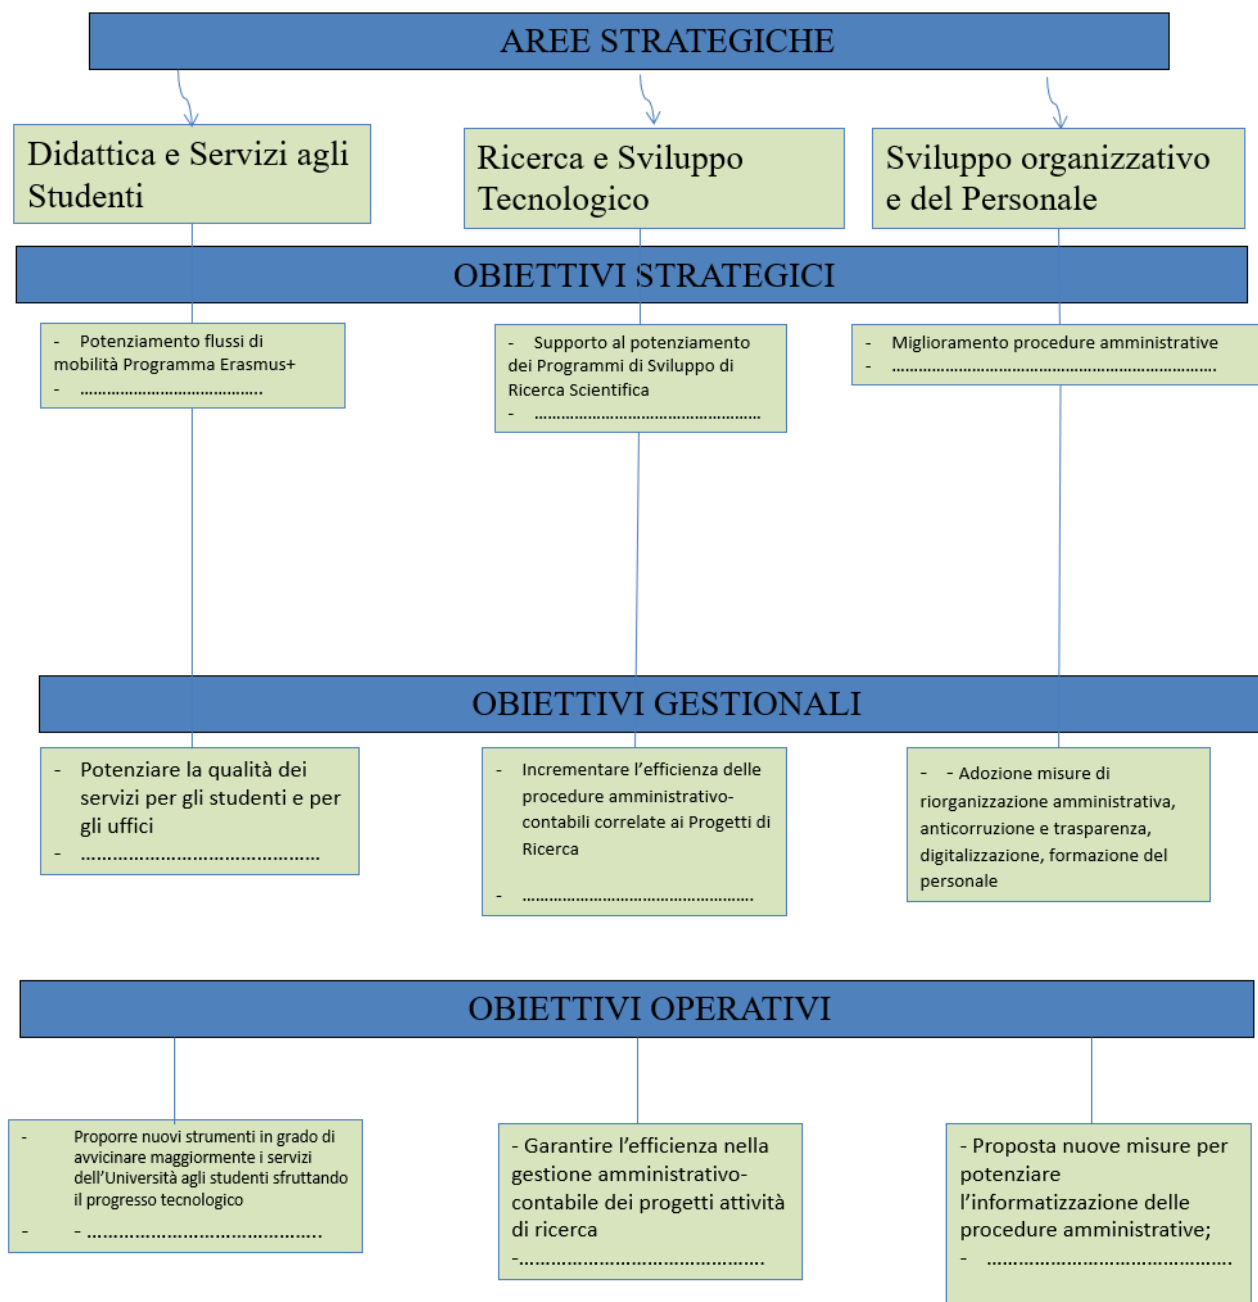 AREE STRATEGICHE
Didattica e Servizi agli
Studenti
Ricerca e Sviluppo
Tecnologico
Sviluppo organizzativo
e del Personale
OBIETTIVI STRATEGICI
- Potenziamento flussi di
mobilità Programma Erasmus+
- …………………………………..
- Supporto al potenziamento
dei Programmi di Sviluppo di
Ricerca Scientifica
- ……………………………………………
- Miglioramento procedure amministrative
- ……………………………………………………………….
OBIETTIVI GESTIONALI
- Potenziare la qualità dei
servizi per gli studenti e per
gli uffici
- ………………………………………
- Incrementare l’efficienza delle
procedure amministrativo-
contabili correlate ai Progetti di
Ricerca
- …………………………………………….
- - Adozione misure di
riorganizzazione amministrativa,
anticorruzione e trasparenza,
digitalizzazione, formazione del
personale
OBIETTIVI OPERATIVI
- Proporre nuovi strumenti in grado di
avvicinare maggiormente i servizi
dell’Università agli studenti sfruttando
il progresso tecnologico
- - ……………………………………..
- Garantire l’efficienza nella
gestione amministrativo-
contabile dei progetti attività
di ricerca
-……………………………………….
- Proposta nuove misure per
potenziare
l’informatizzazione delle
procedure amministrative;
- ……………………………………….